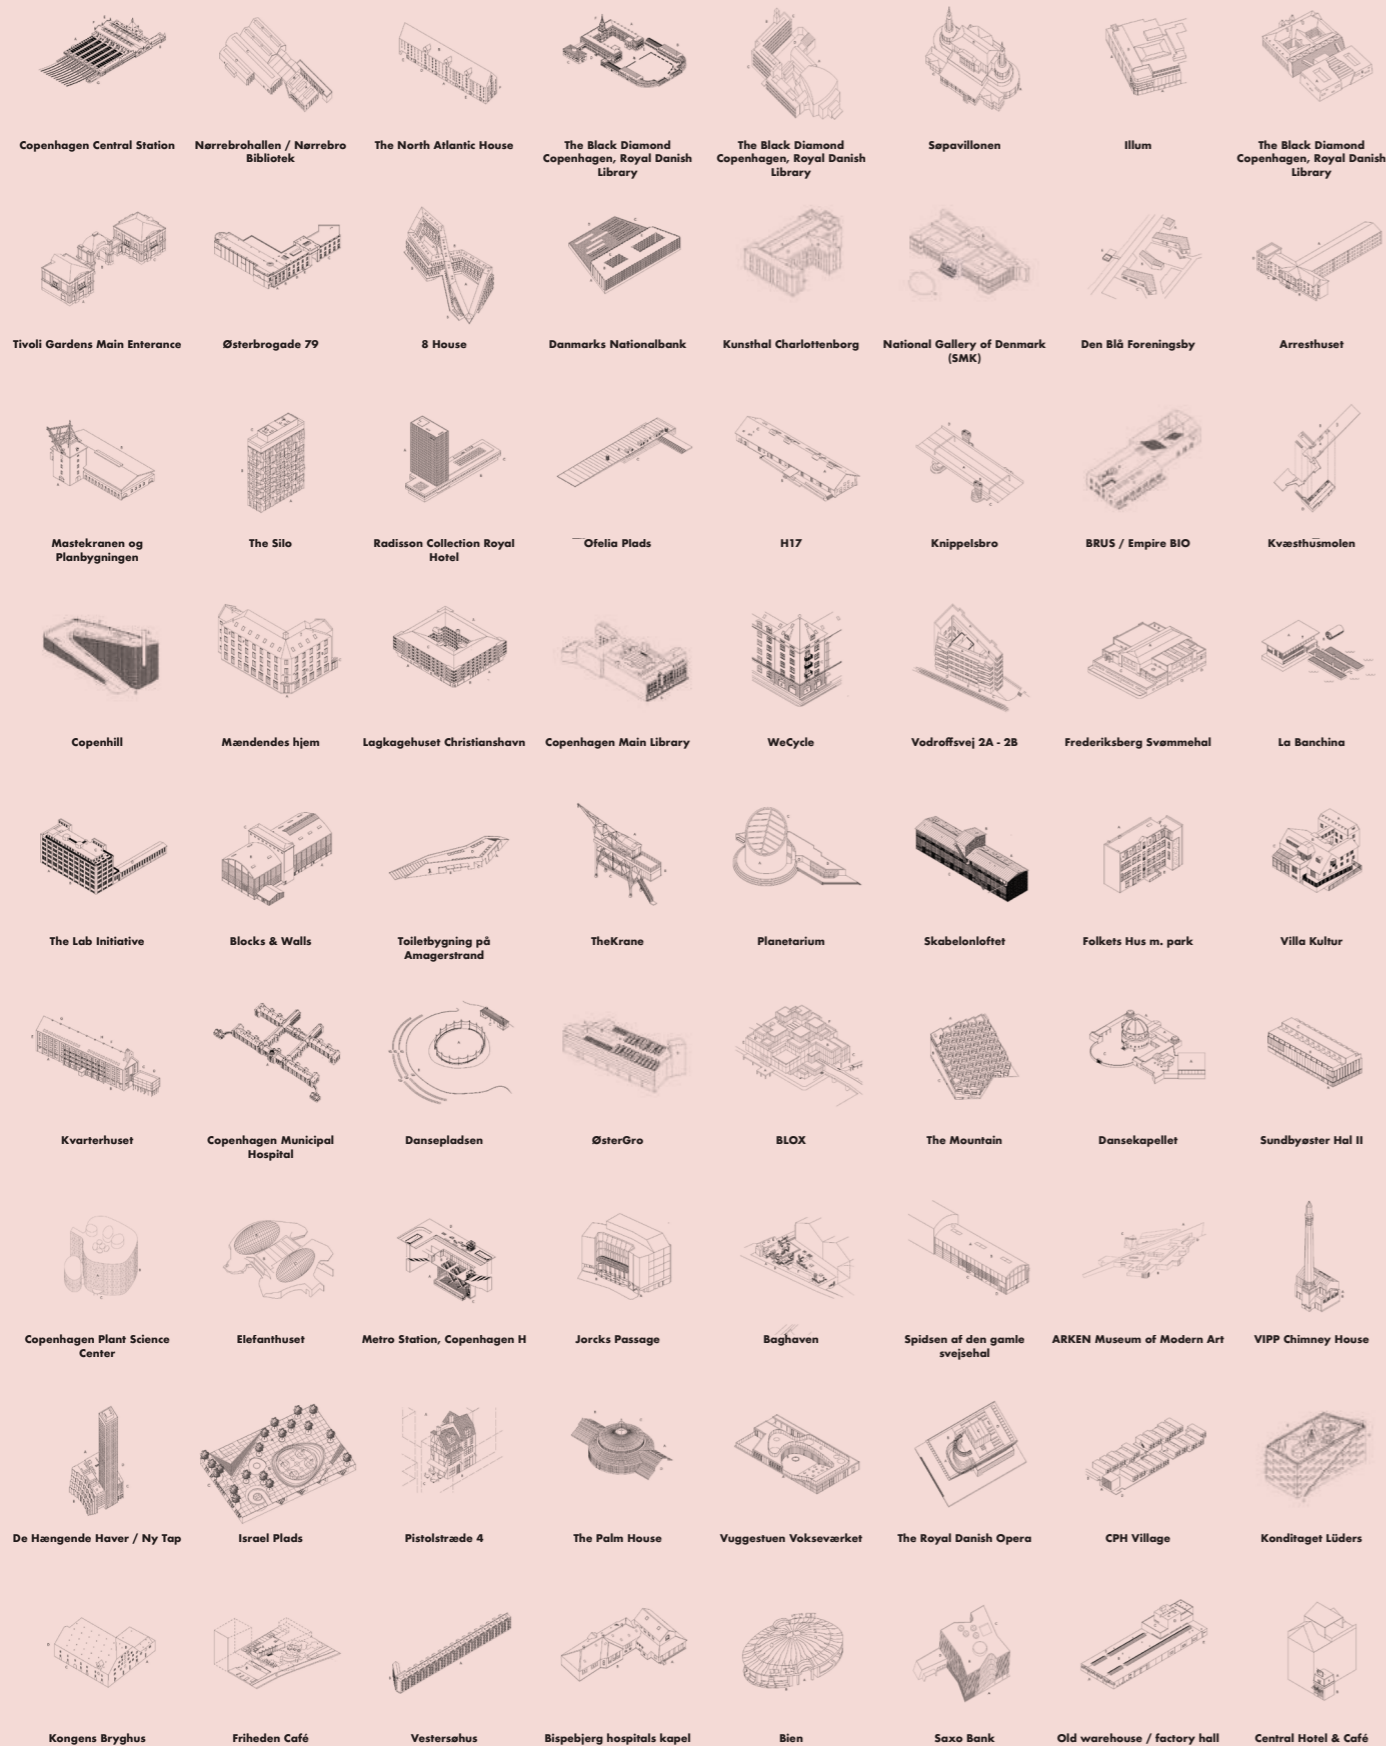 Copenhagen Central Station
Nørrebrohallen / Nørrebro
Bibliotek
The North Atlantic House
The Black Diamond
Copenhagen, Royal Danish
Library
The Black Diamond
Copenhagen, Royal Danish
Library
Søpavillonen
Illum
The Black Diamond
Copenhagen, Royal Danish
Library
Tivoli Gardens Main Enterance
Østerbrogade 79
8 House
Danmarks Nationalbank
Kunsthal Charlottenborg
National Gallery of Denmark
(SMK)
Den Blå Foreningsby
Arresthuset
Mastekranen og
Planbygningen
The Silo
Radisson Collection Royal
Hotel
Ofelia Plads
H17
Knippelsbro
BRUS / Empire BIO
Kvæsthusmolen
Copenhill
Mændendes hjem
Lagkagehuset Christianshavn
Copenhagen Main Library
WeCycle
Vodroffsvej 2A - 2B
Frederiksberg Svømmehal
La Banchina
The Lab Initiative
Blocks & Walls
Toiletbygning på
Amagerstrand
TheKrane
Planetarium
Skabelonloftet
Folkets Hus m. park
Villa Kultur
Kvarterhuset
Copenhagen Municipal
Hospital
Dansepladsen
ØsterGro
BLOX
The Mountain
Dansekapellet
Sundbyøster Hal II
Copenhagen Plant Science
Center
Elefanthuset
Metro Station, Copenhagen H
Jorcks Passage
Baghaven
Spidsen af den gamle
svejsehal
ARKEN Museum of Modern Art
VIPP Chimney House
De Hængende Haver / Ny Tap
Israel Plads
Pistolstræde 4
The Palm House
Vuggestuen Vokseværket
The Royal Danish Opera
CPH Village
Konditaget Lüders
Kongens Bryghus
Friheden Café
Vestersøhus
Bispebjerg hospitals kapel
Bien
Saxo Bank
Old warehouse / factory hall
Central Hotel & Café